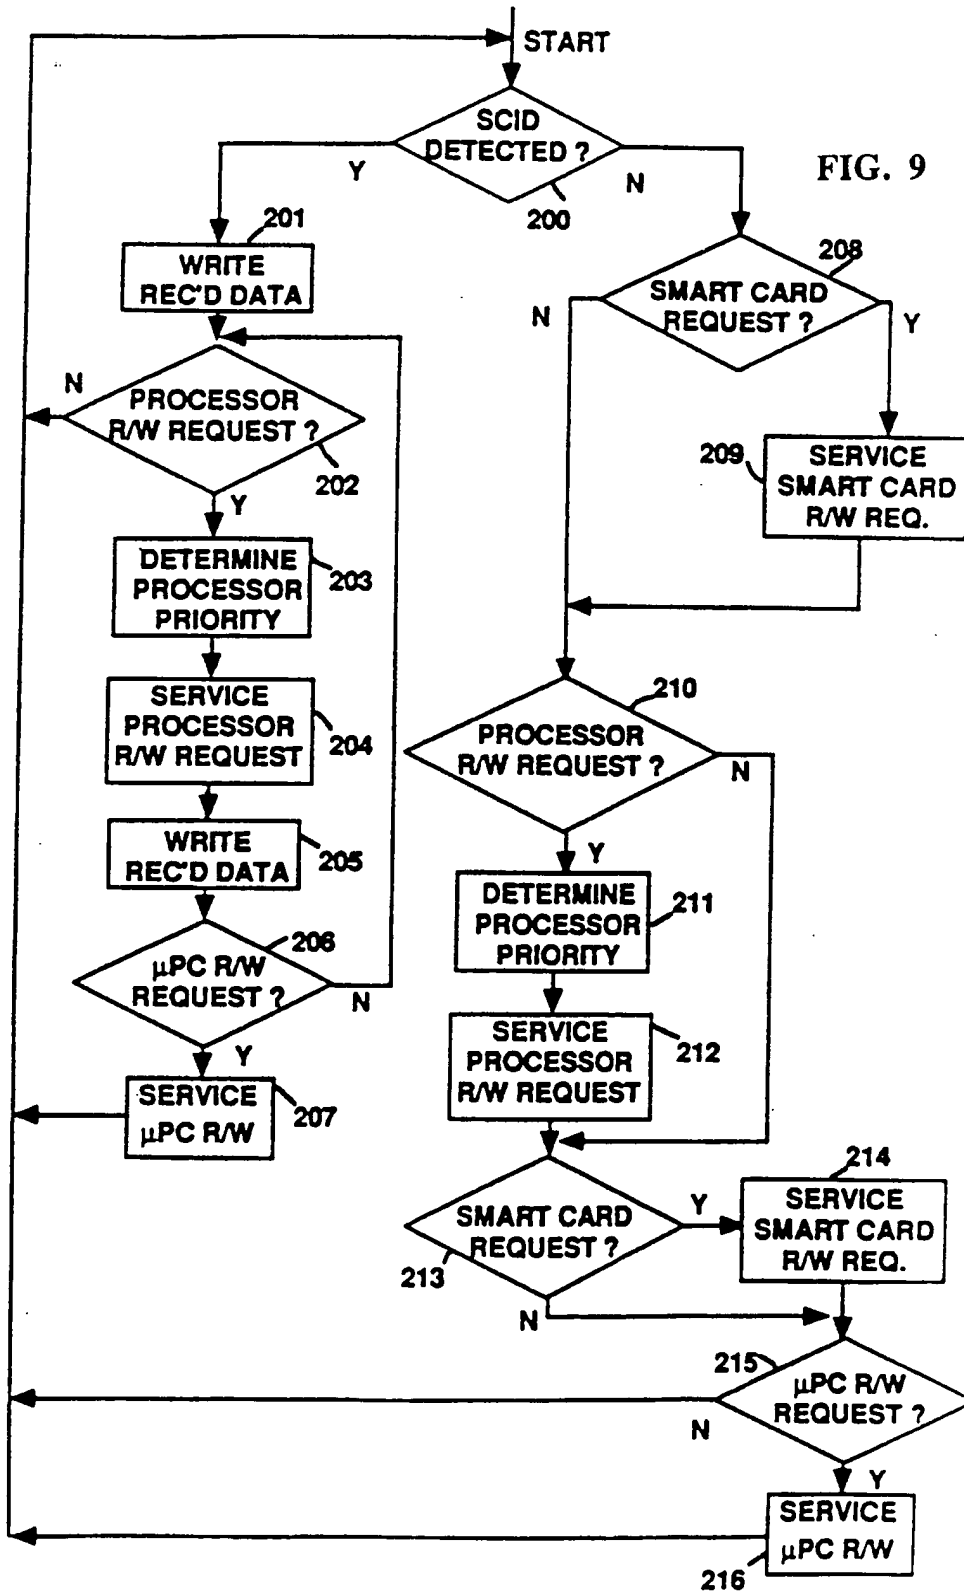 START
SCID
DETECTED ?
Y
N
200
FIG. 9
201
WRITE
REC'D DATA
208
SMART CARD
REQUEST ?
N
Y
N
PROCESSOR
R/W REQUEST ?
202
Y
209
SERVICE
SMART CARD
R/W REQ.
DETERMINE
PROCESSOR
PRIORITY
203
SERVICE
PROCESSOR
R/W REQUEST
204
210
PROCESSOR
R/W REQUEST ?
N
Y
WRITE
REC'D DATA
205
DETERMINE
PROCESSOR
PRIORITY
211
206
µPC R/W
REQUEST ?
N
Y
SERVICE
PROCESSOR
R/W REQUEST
212
SERVICE
µPC R/W
207
SMART CARD
REQUEST ?
213
Y
N
214
SERVICE
SMART CARD
R/W REQ.
215
µPC R/W
REQUEST ?
N
Y
SERVICE
µPC R/W
216